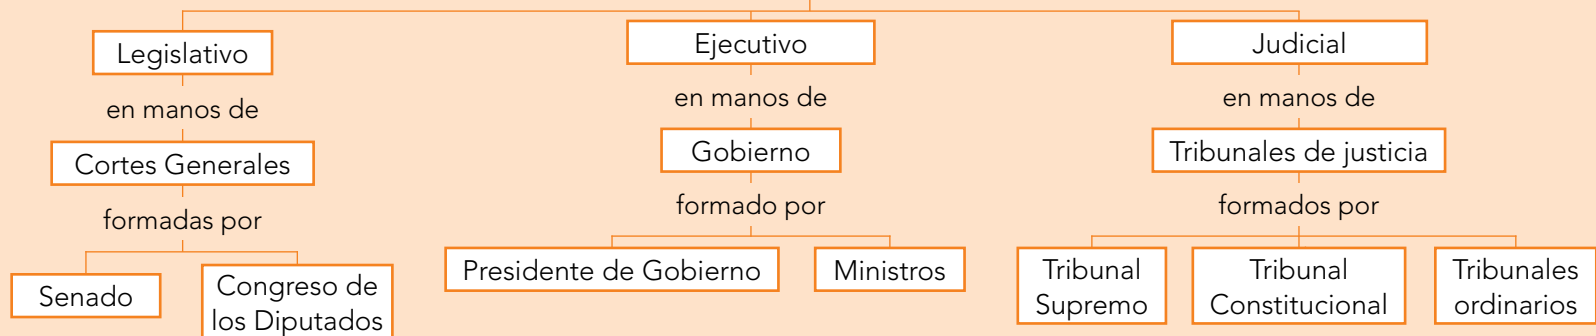 Legislativo
Ejecutivo
Judicial
en manos de
en manos de
en manos de
Cortes Generales
Gobierno
Tribunales de justicia
formadas por
formado por
formados por
Senado
Congreso de
los Diputados
Presidente de Gobierno
Ministros
Tribunal
Supremo
Tribunal
Constitucional
Tribunales
ordinarios